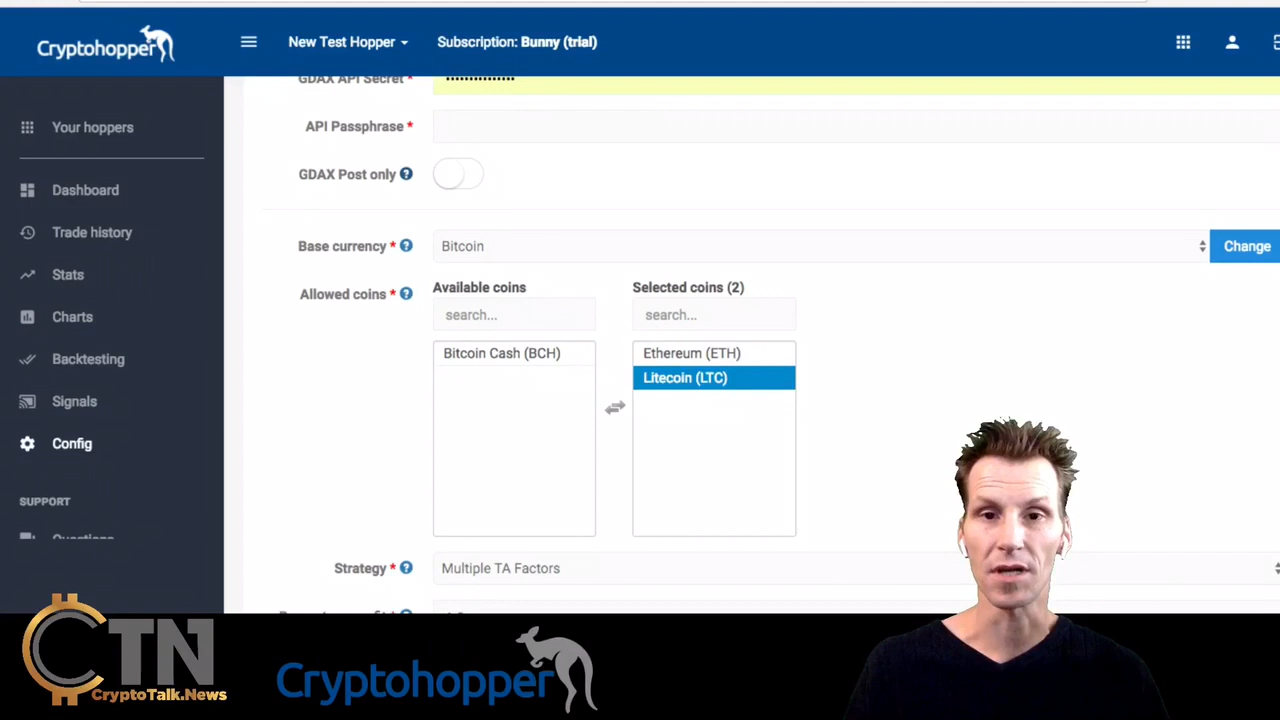 Cryptohopper
New Test Hopper
Subscription: Bunny (trial)
GDAX API Secret *
Your hoppers
API Passphrase *
GDAX Post only
Dashboard
Trade history
Base currency *
Bitcoin
Change
Stats
Allowed coins *
Available coins
Selected coins (2)
search...
search...
Charts
Bitcoin Cash (BCH)
Ethereum (ETH)
Backtesting
Litecoin (LTC)
Signals
Config
SUPPORT
Questions
Strategy *
Multiple TA Factors
CTN
CryptoTalk.News
Cryptohopper